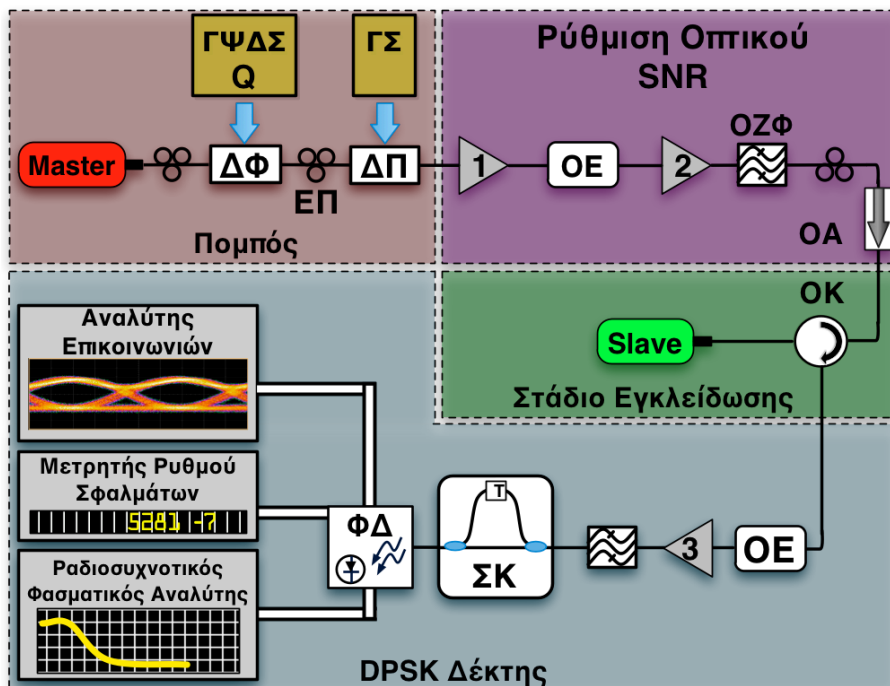 ΓΨΔΣ
Q
ΓΣ
Ρύθμιση Οπτικού
SNR
Master
ΔΦ
ΕΠ
ΔΠ
1
ΟΕ
2
ΟΖΦ
Πομπός
ΟΑ
ΟΚ
Slave
Στάδιο Εγκλείδωσης
Αναλύτης
Επικοινωνιών
Μετρητής Ρυθμού
Σφαλμάτων
5281 -7
Ραδιοσυχνοτικός
Φασματικός Αναλύτης
ΦΔ
T
ΣΚ
3
ΟΕ
DPSK Δέκτης